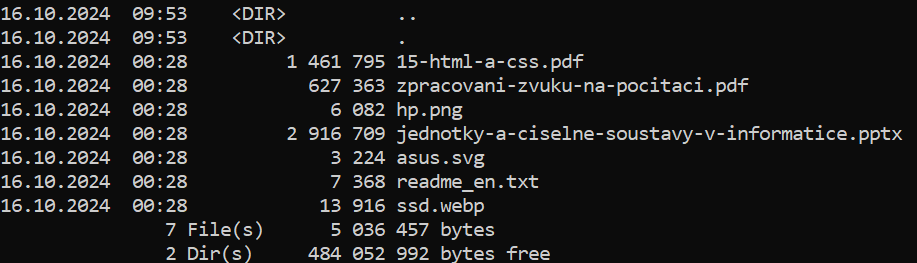 16.10.2024  09:53    <DIR>          ..
16.10.2024  09:53    <DIR>          .
16.10.2024  00:28         1 461 795 15-html-a-css.pdf
16.10.2024  00:28           627 363 zpracovani-zvuku-na-pocitaci.pdf
16.10.2024  00:28             6 082 hp.png
16.10.2024  00:28         2 916 709 jednotky-a-ciselne-soustavy-v-informatice.pptx
16.10.2024  00:28             3 224 asus.svg
16.10.2024  00:28             7 368 readme_en.txt
16.10.2024  00:28            13 916 ssd.webp
               7 File(s)      5 036 457 bytes
               2 Dir(s)     484 052 992 bytes free